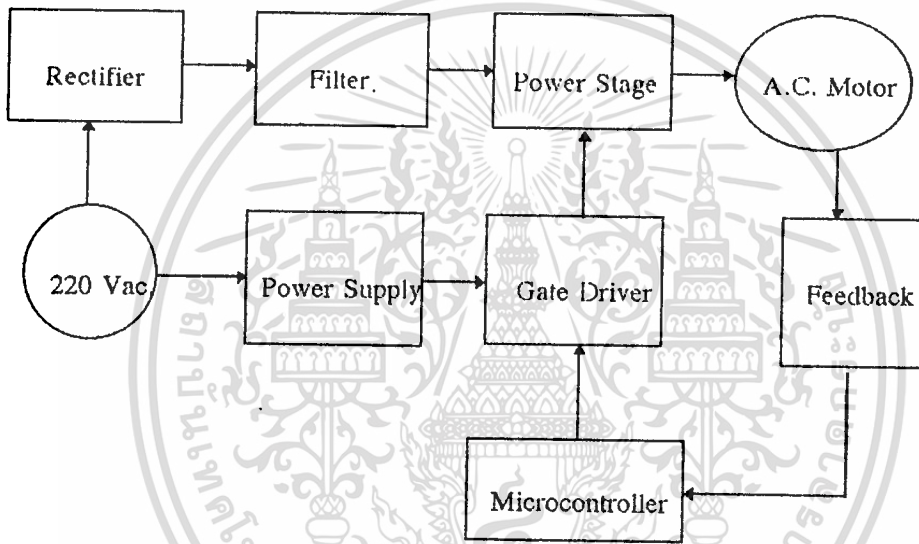 Rectifier
Filter.
Power Stage
A.C. Motor
220 Vac
Power Supply
Gate Driver
Feedback
Microcontroller